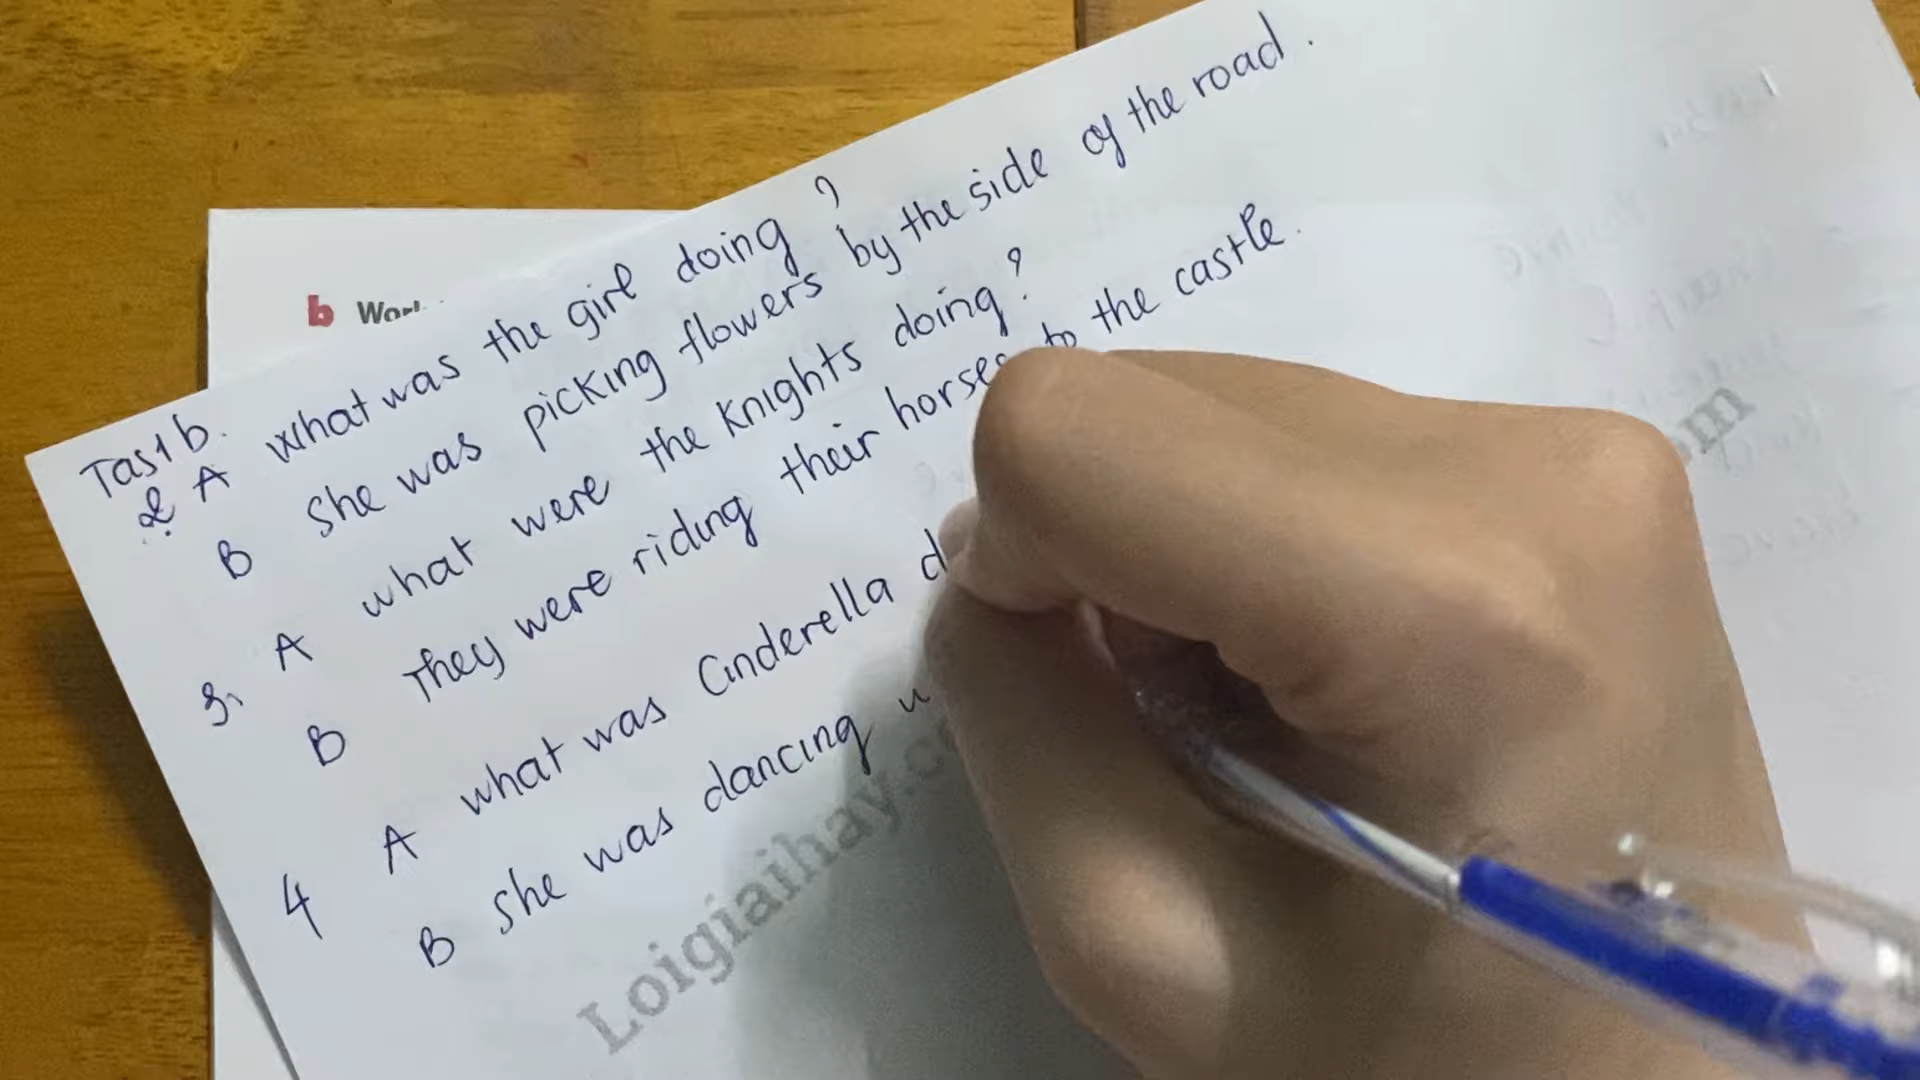 b Work
Task b.
2. A What was the girl doing?
B She was picking flowers by the side of the road.
3. A What were the knights doing?
B They were riding their horses to the castle.
4 A What was Cinderella
B She was dancing
Loigiaihay.co
m